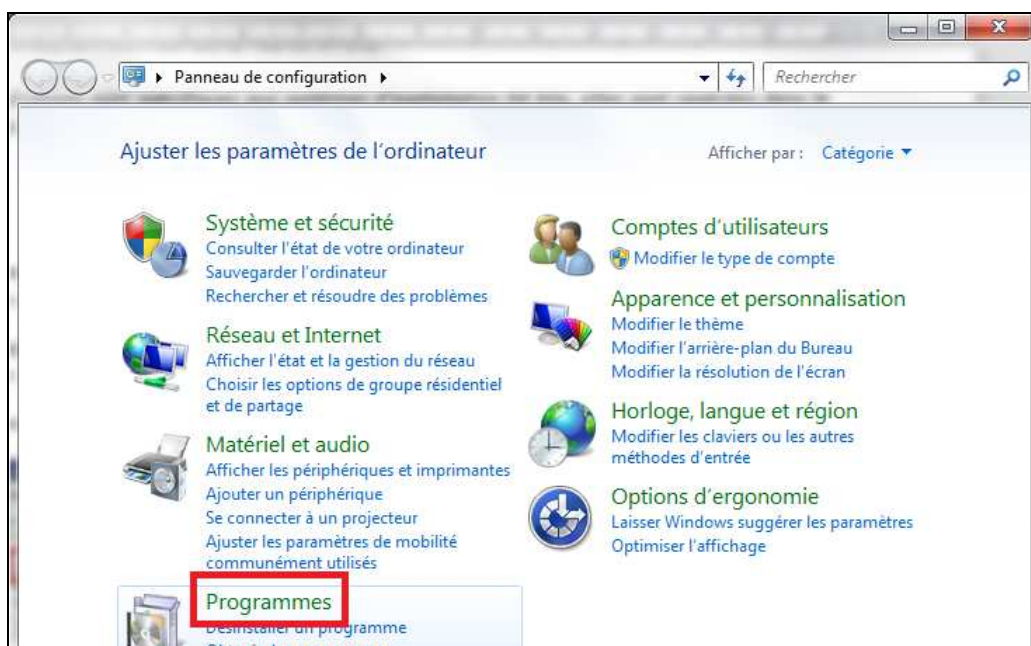 Panneau de configuration
Rechercher
Ajuster les paramètres de l'ordinateur
Afficher par : Catégorie
Système et sécurité
Consulter l'état de votre ordinateur
Sauvegarder l'ordinateur
Rechercher et résoudre des problèmes
Réseau et Internet
Afficher l'état et la gestion du réseau
Choisir les options de groupe résidentiel
et de partage
Matériel et audio
Afficher les périphériques et imprimantes
Ajouter un périphérique
Se connecter à un projecteur
Ajuster les paramètres de mobilité
communément utilisés
Programmes
Désinstaller un programme
Comptes d'utilisateurs
Modifier le type de compte
Apparence et personnalisation
Modifier le thème
Modifier l'arrière-plan du Bureau
Modifier la résolution de l'écran
Horloge, langue et région
Modifier les claviers ou les autres
méthodes d'entrée
Options d'ergonomie
Laisser Windows suggérer les paramètres
Optimiser l'affichage